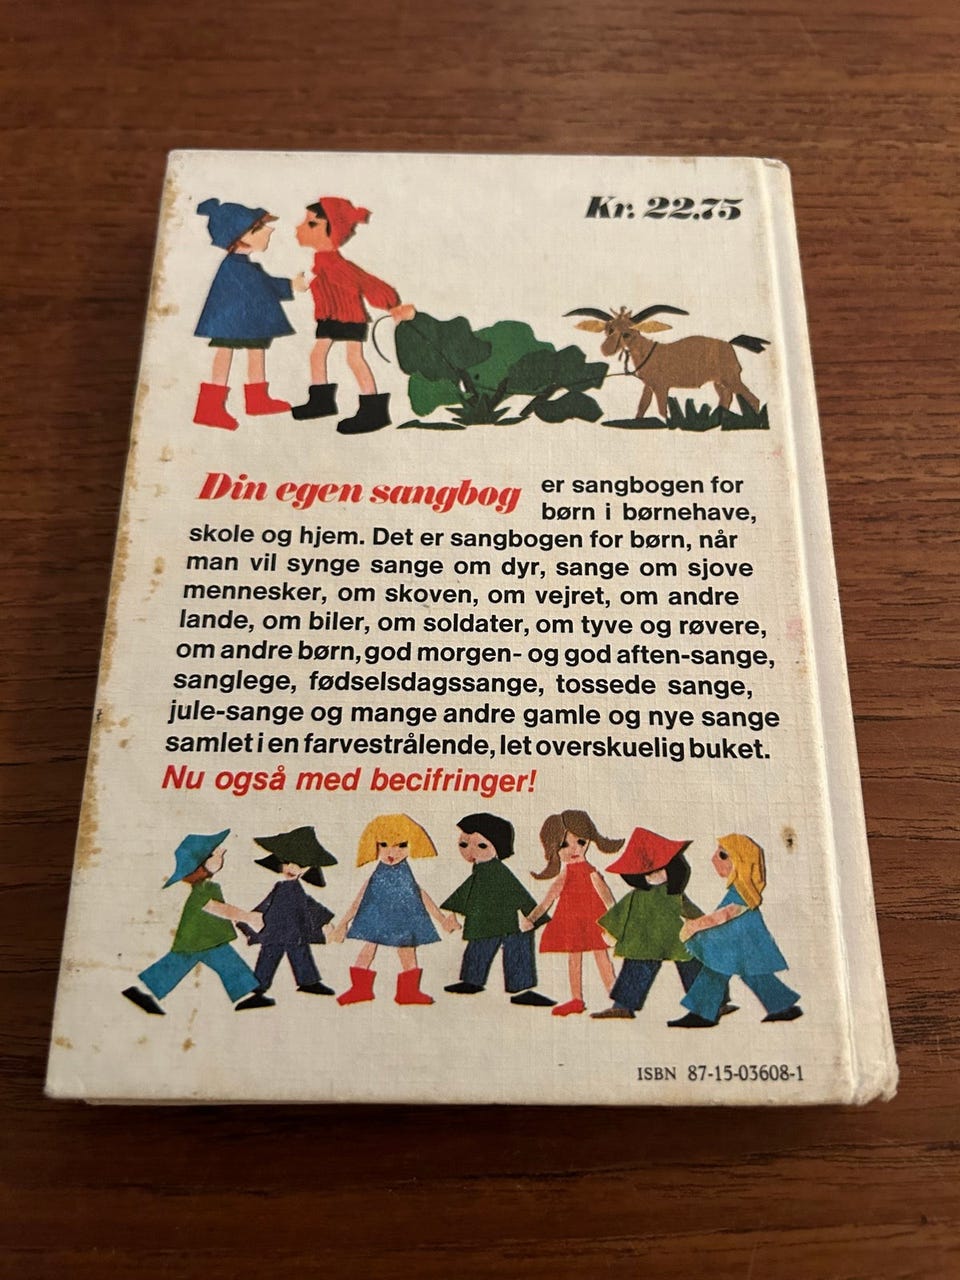 Kr. 22.75
Din egen sangbog er sangbogen for
børn i børnehave,
skole og hjem. Det er sangbogen for børn, når
man vil synge sange om dyr, sange om sjove
mennesker, om skoven, om vejret, om andre
lande, om biler, om soldater, om tyve og røvere,
om andre børn, god morgen- og god aften-sange,
sanglege, fødselsdagssange, tossede sange,
jule-sange og mange andre gamle og nye sange
samlet i en farvestrålende, let overskuelig buket.
Nu også med becifringer!
ISBN 87-15-03608-1